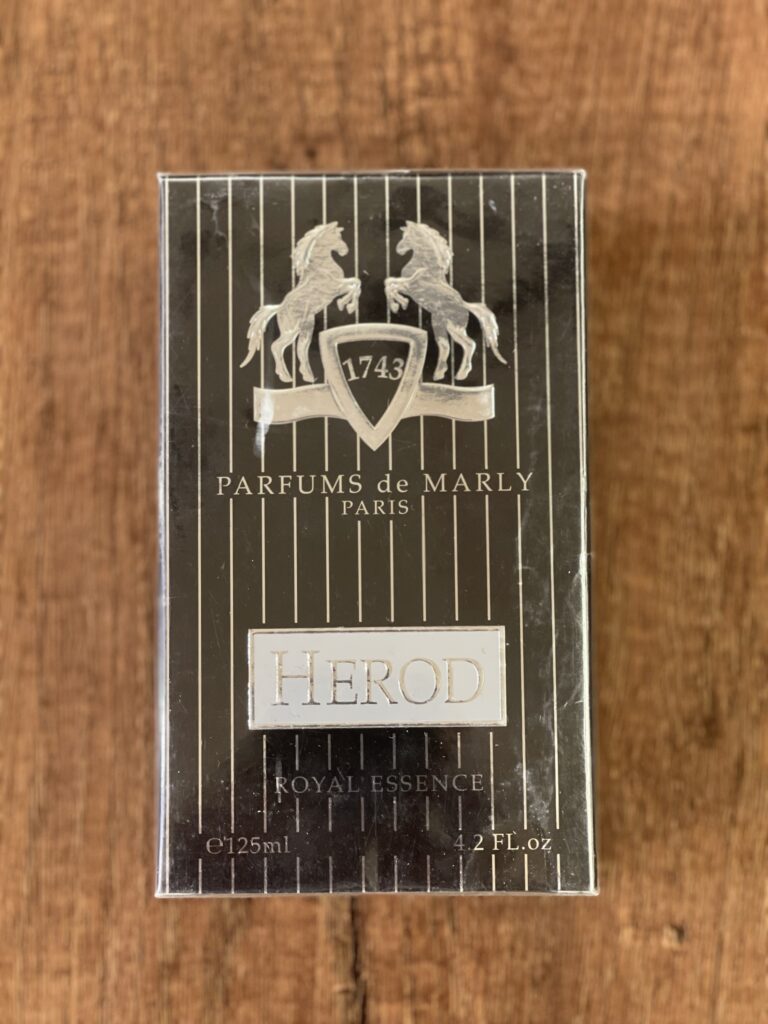 1743
PARFUMS de MARLY
PARIS
HEROD
ROYAL ESSENCE
℮125ml 4.2 FL.oz